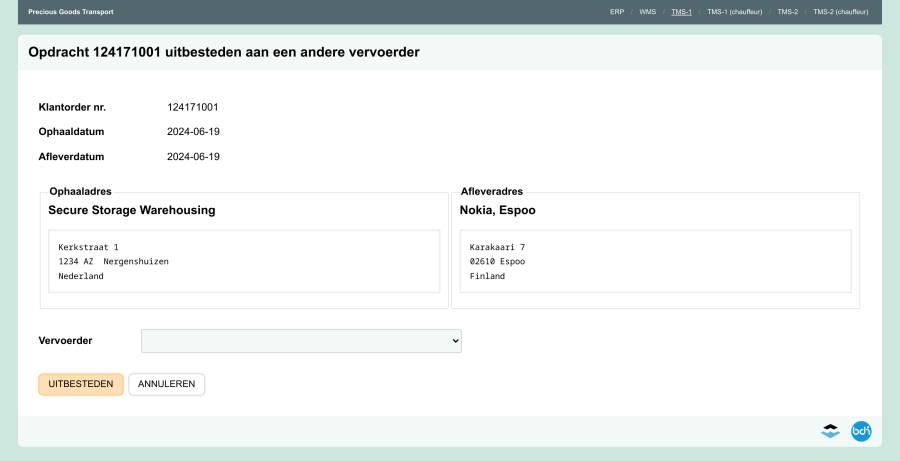 Precious Goods Transport
ERP / WMS / TMS-1 / TMS-1 (chauffeur) / TMS-2 / TMS-2 (chauffeur)
Opdracht 124171001 uitbesteden aan een andere vervoerder
Klantorder nr. 124171001
Ophaaldatum 2024-06-19
Afleverdatum 2024-06-19
Ophaaladres
Secure Storage Warehousing
Kerkstraat 1
1234 AZ  Nergenshuizen
Nederland
Afleveradres
Nokia, Espoo
Karakaari 7
02610 Espoo
Finland
Vervoerder
UITBESTEDEN ANNULEREN
bdi